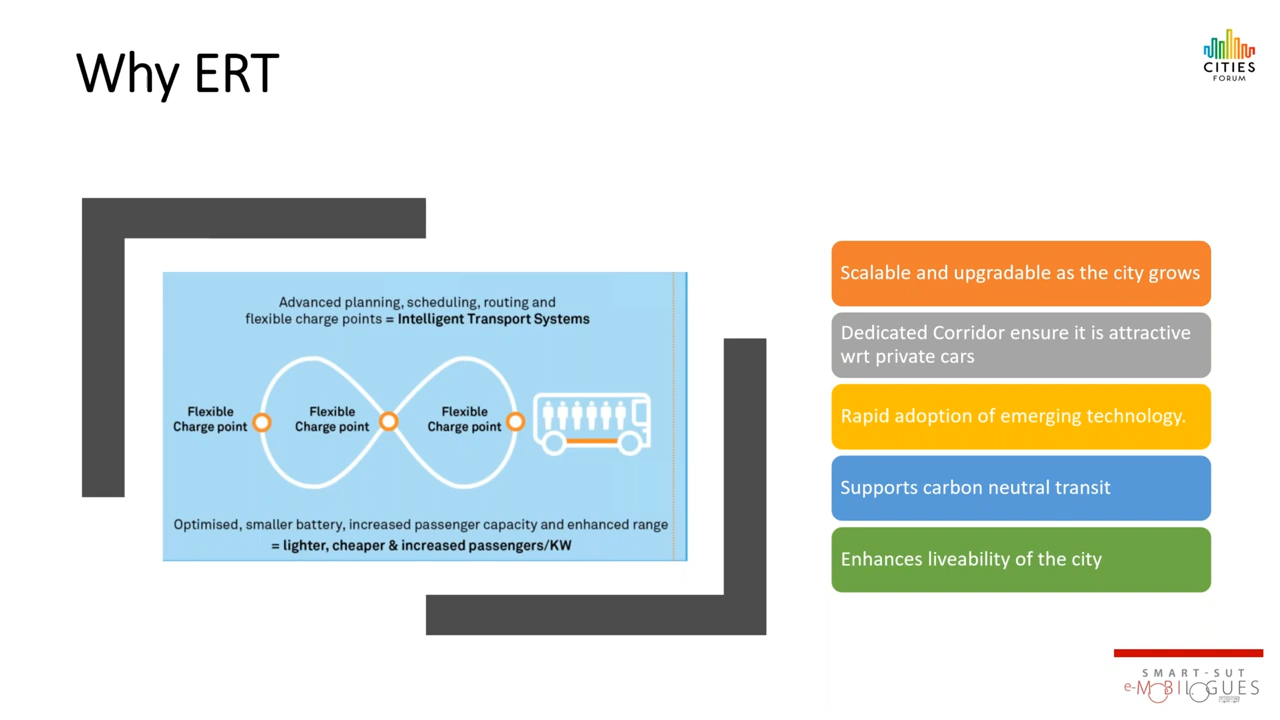 Why ERT
CITIES
FORUM
Advanced planning, scheduling, routing and
flexible charge points = Intelligent Transport Systems
Flexible
Charge point
Flexible
Charge point
Flexible
Charge point
Optimised, smaller battery, increased passenger capacity and enhanced range
= lighter, cheaper & increased passengers/KW
Scalable and upgradable as the city grows
Dedicated Corridor ensure it is attractive
wrt private cars
Rapid adoption of emerging technology.
Supports carbon neutral transit
Enhances liveability of the city
SMART-SUT
e-MOBILOGUES